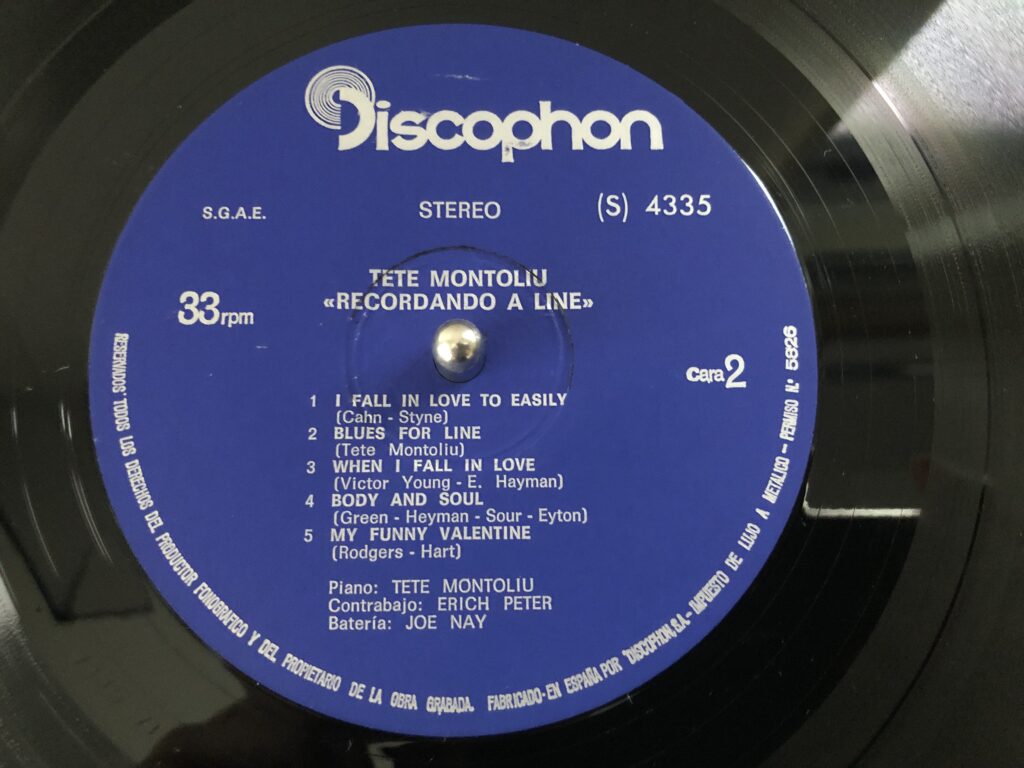 Discophon
S.G.A.E.
STEREO
(S) 4335
TETE MONTOLIU
«RECORDANDO A LINE»
33 rpm
cara 2
1 I FALL IN LOVE TO EASILY
(Cahn - Styne)
2 BLUES FOR LINE
(Tete Montoliu)
3 WHEN I FALL IN LOVE
(Victor Young - E. Hayman)
4 BODY AND SOUL
(Green - Heyman - Sour - Eyton)
5 MY FUNNY VALENTINE
(Rodgers - Hart)
Piano: TETE MONTOLIU
Contrabajo: ERICH PETER
Batería: JOE NAY
RESERVADOS TODOS LOS DERECHOS DEL PRODUCTOR FONOGRAFICO Y DEL PROPIETARIO DE LA OBRA GRABADA. FABRICADO-EN ESPAÑA POR DISCOPHON, S.A.- IMPUESTO DE LUJO A METALICO - PERMISO N.º 5826